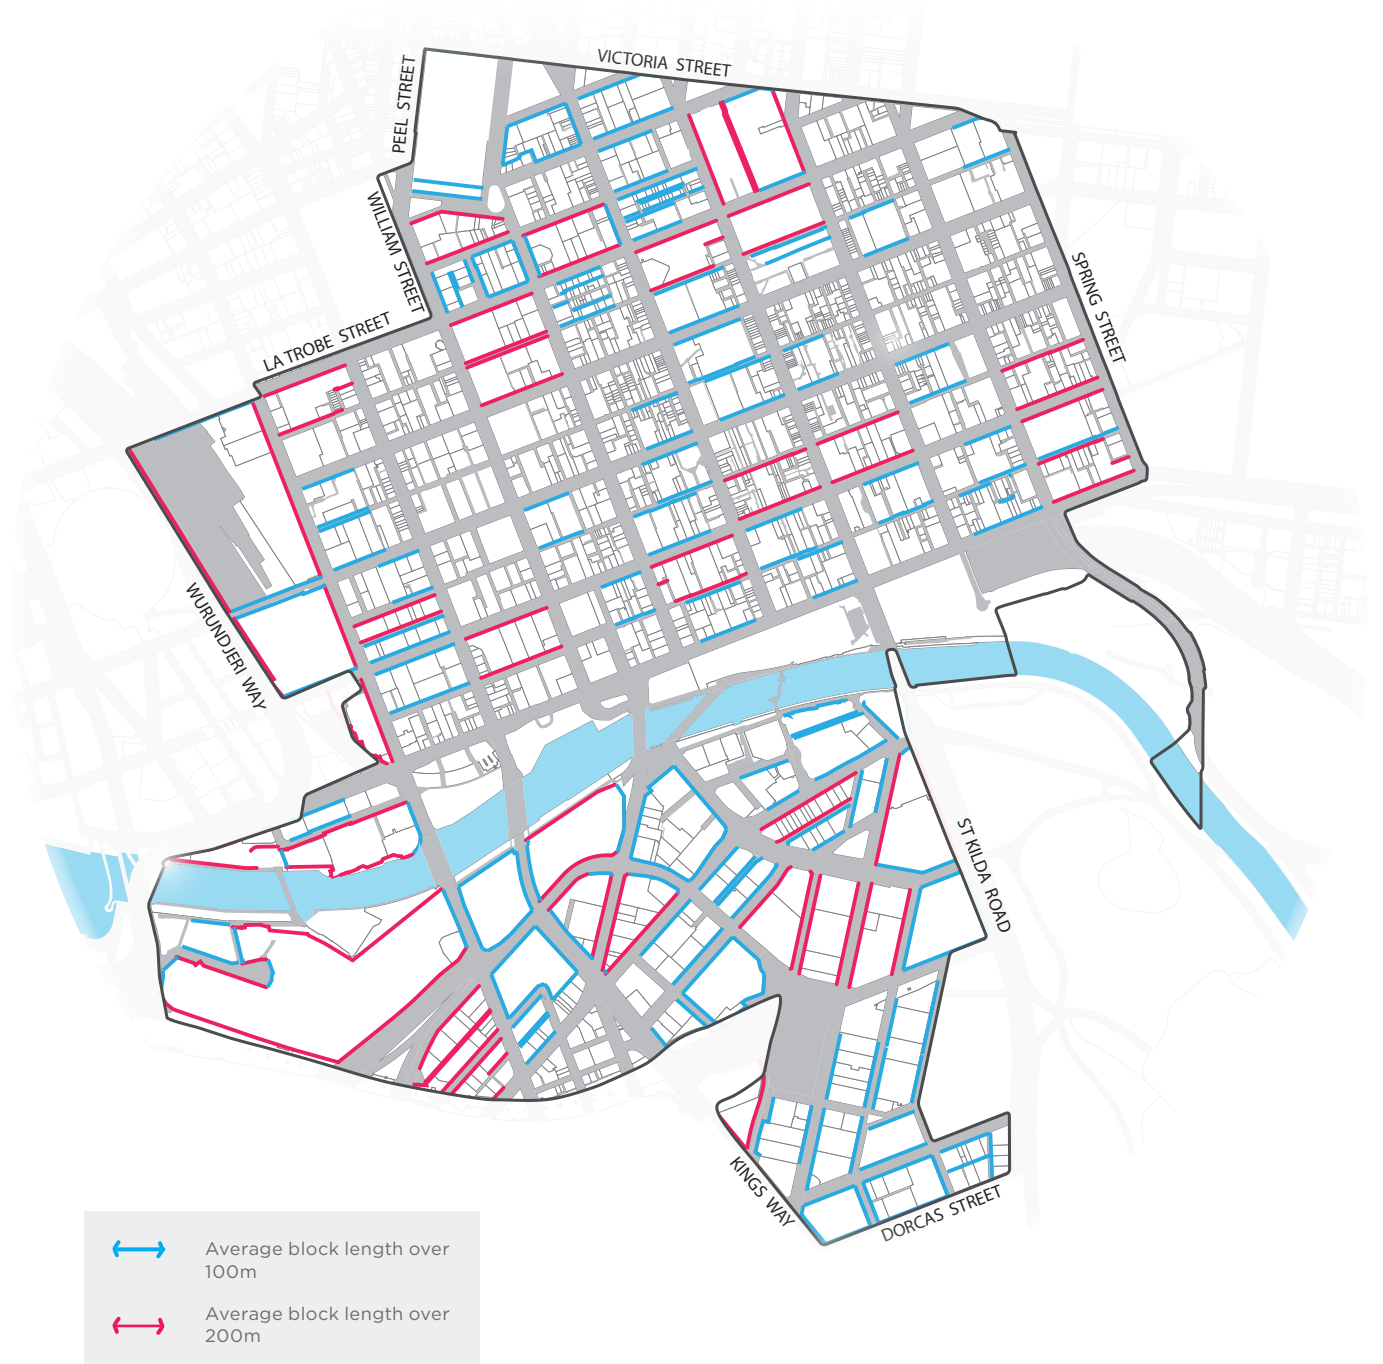 VICTORIA STREET
PEEL STREET
WILLIAM STREET
LA TROBE STREET
SPRING STREET
WURUNDJERI WAY
ST KILDA ROAD
KINGS WAY
DORCAS STREET
Average block length over
100m
Average block length over
200m